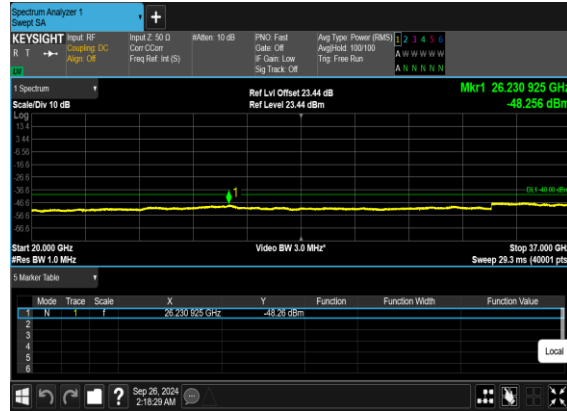 Spectrum Analyzer 1
Swept SA
+
KEYSIGHT Input: RF Input Z: 50 Ω #Atten: 10 dB PNO: Fast Avg Type: Power (RMS) 1 2 3 4 5 6
R T Coupling: DC Corr CCorr Gate: Off Avg|Hold: 100/100 A W W W W W
Align: Off Freq Ref: Int (S) IF Gain: Low Trig: Free Run
Sig Track: Off A N N N N N
1 Spectrum Ref Lvl Offset 23.44 dB Mkr1 26.230 925 GHz
Scale/Div 10 dB Ref Level 23.44 dBm -48.256 dBm
Log
13.4
3.44
-6.56
-16.6
-26.6
-36.6 1 DL1 -40.00 dBm
-46.6
-56.6
-66.6
Start 20.000 GHz Video BW 3.0 MHz* Stop 37.000 GHz
#Res BW 1.0 MHz Sweep 29.3 ms (40001 pts)
5 Marker Table
Mode Trace Scale X Y Function Function Width Function Value
1 N 1 f 26.230 925 GHz -48.26 dBm
2
3
4
5
6
Local
? Sep 26, 2024
2:18:29 AM